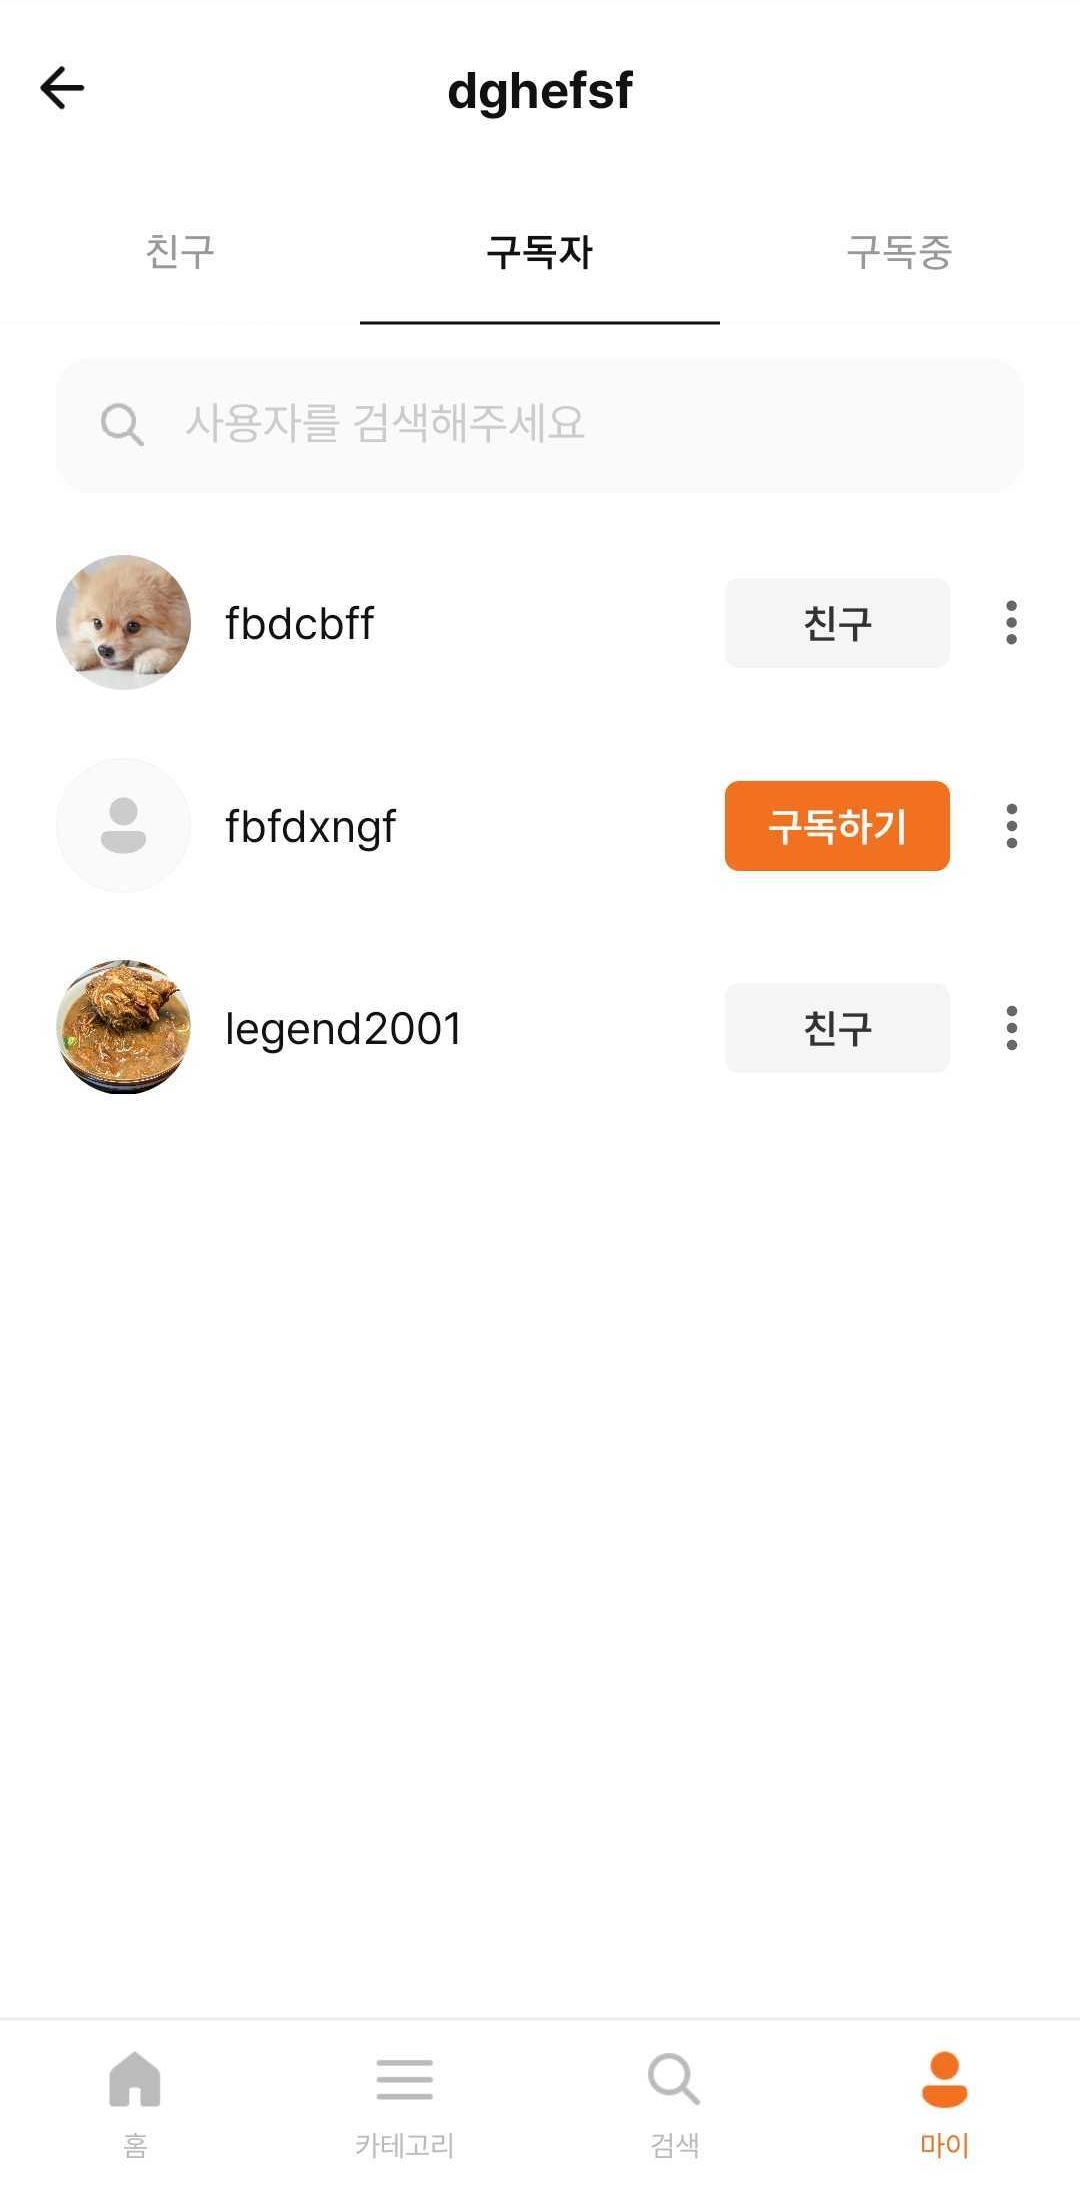 dghefsf
친구 구독자 구독중
사용자를 검색해주세요
fbdcbff 친구
fbfdxngf 구독하기
legend2001 친구
홈 카테고리 검색 마이